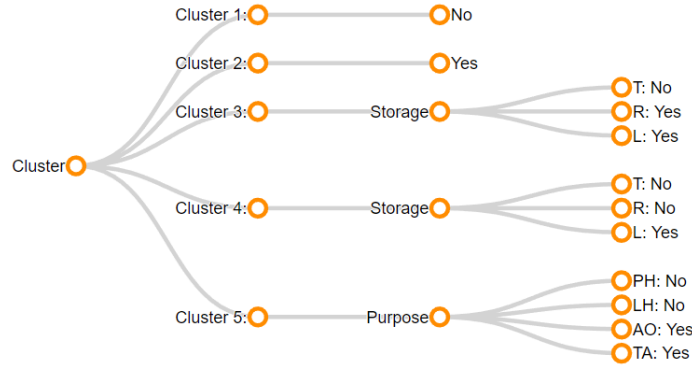 Cluster 1: No
Cluster 2: Yes
T: No
Cluster 3: Storage R: Yes
L: Yes
Cluster
T: No
Cluster 4: Storage R: No
L: Yes
PH: No
LH: No
Cluster 5: Purpose
AO: Yes
TA: Yes